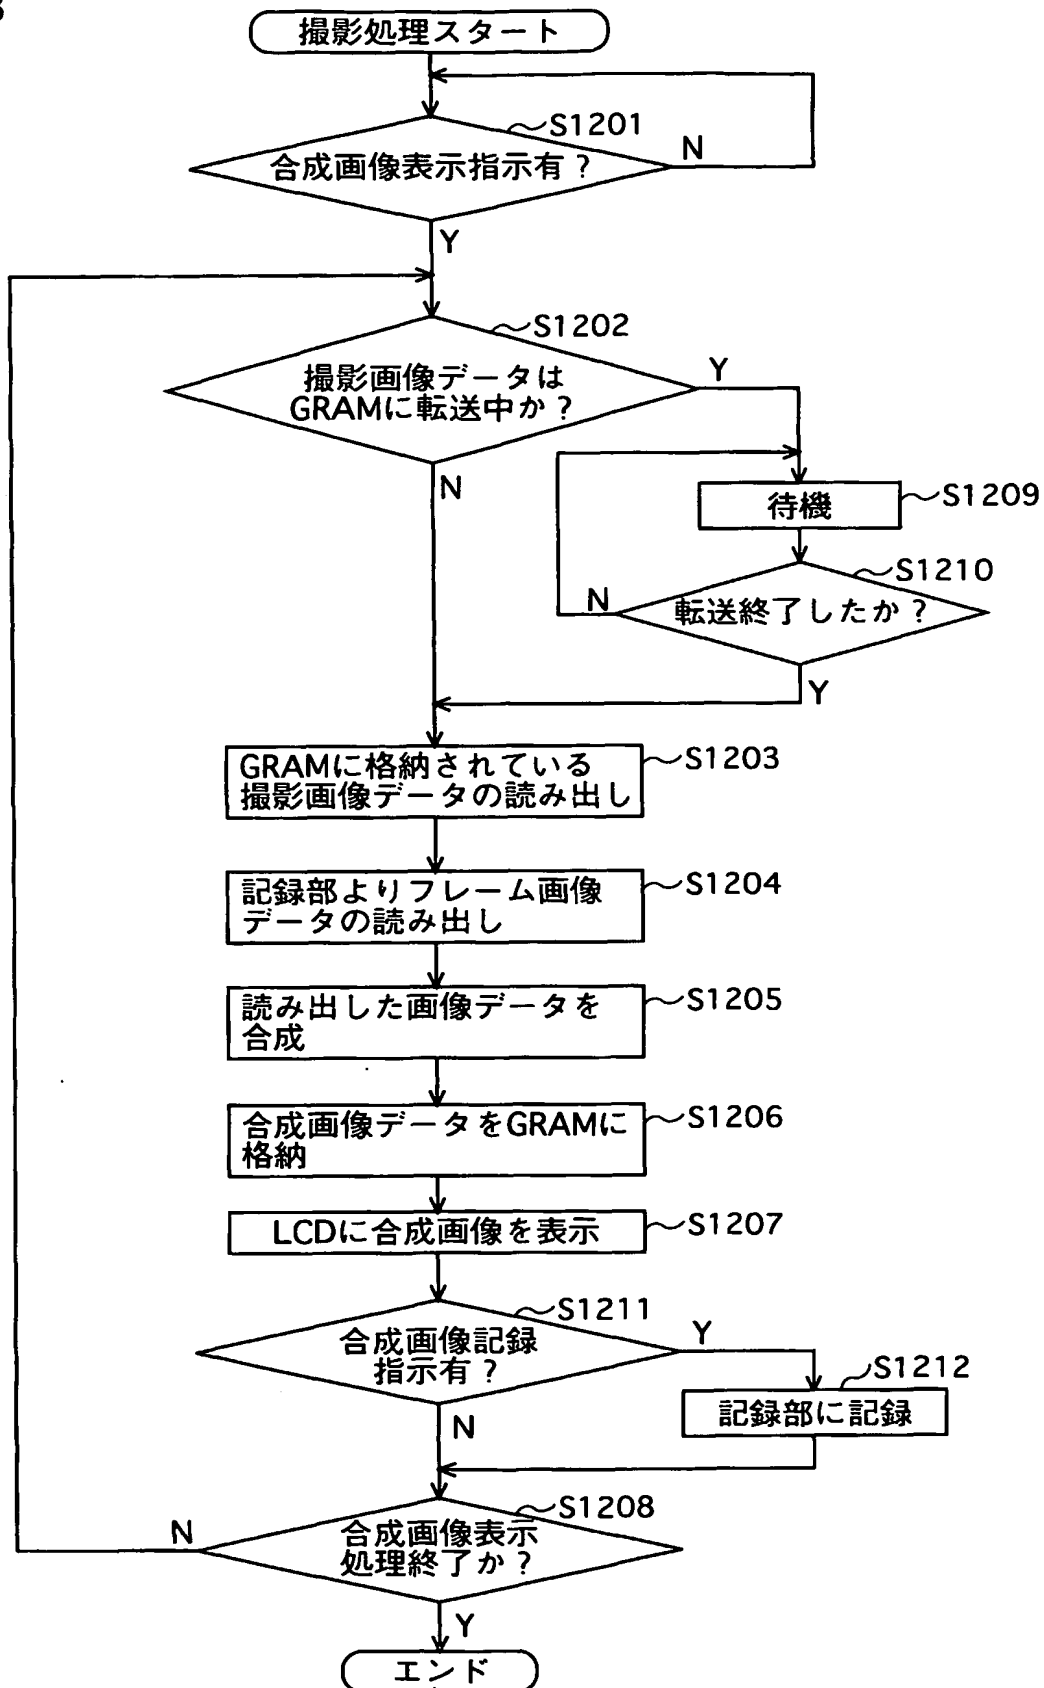 撮影処理スタート
S1201
合成画像表示指示有?
N
Y
S1202
撮影画像データは
GRAMに転送中か?
Y
N
待機
S1209
S1210
転送終了したか?
N
Y
GRAMに格納されている
撮影画像データの読み出し
S1203
記録部よりフレーム画像
データの読み出し
S1204
読み出した画像データを
合成
S1205
合成画像データをGRAMに
格納
S1206
LCDに合成画像を表示
S1207
S1211
合成画像記録
指示有?
Y
N
S1212
記録部に記録
S1208
合成画像表示
処理終了か?
N
Y
エンド